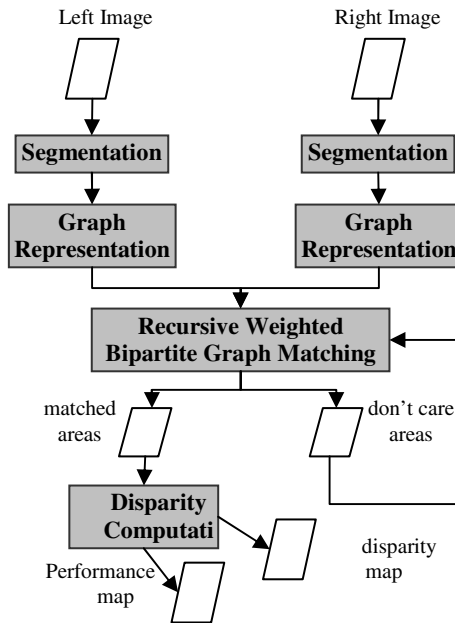 Left Image
Right Image
Segmentation
Segmentation
Graph
Representation
Graph
Representation
Recursive Weighted
Bipartite Graph Matching
matched
areas
don't care
areas
Disparity
Computati
disparity
map
Performance
map